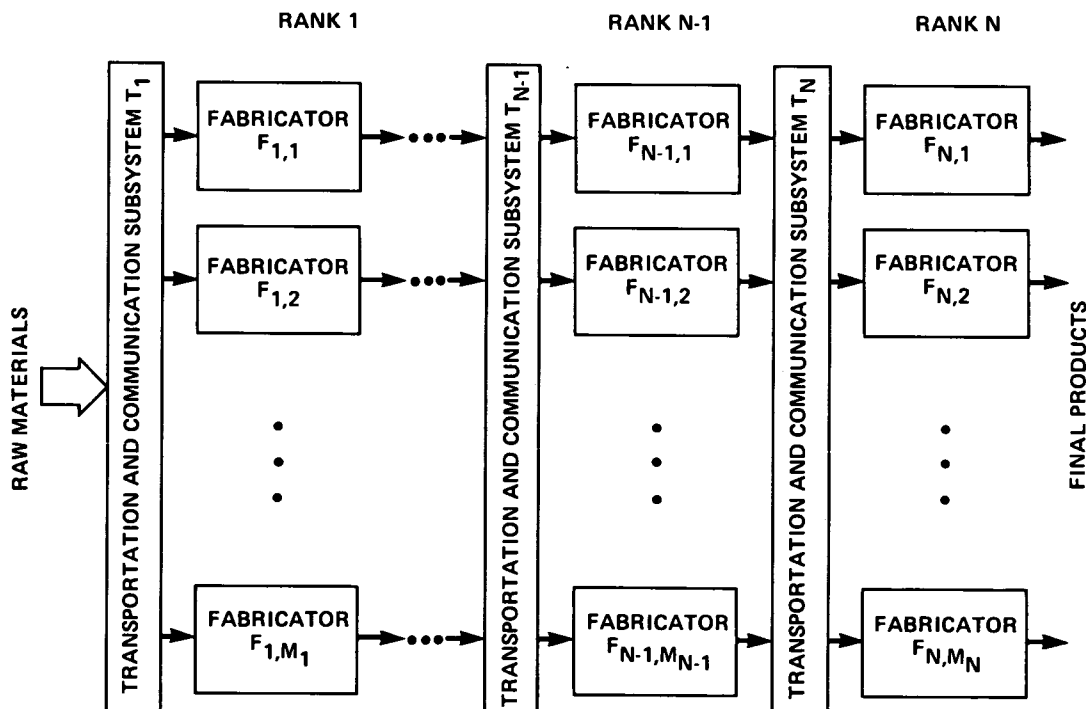 RANK 1
RANK N-1
RANK N
RAW MATERIALS
TRANSPORTATION AND COMMUNICATION SUBSYSTEM T1
FABRICATOR
F1,1
FABRICATOR
F1,2
FABRICATOR
F1,M1
TRANSPORTATION AND COMMUNICATION SUBSYSTEM TN-1
FABRICATOR
FN-1,1
FABRICATOR
FN-1,2
FABRICATOR
FN-1,MN-1
TRANSPORTATION AND COMMUNICATION SUBSYSTEM TN
FABRICATOR
FN,1
FABRICATOR
FN,2
FABRICATOR
FN,MN
FINAL PRODUCTS